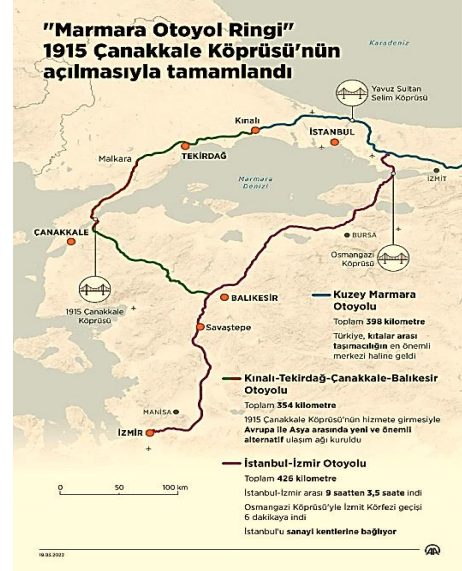 "Marmara Otoyol Ringi"
1915 Çanakkale Köprüsü'nün
açılmasıyla tamamlandı
Karadeniz
Yavuz Sultan
Selim Köprüsü
Kınalı
İSTANBUL
TEKİRDAĞ
Malkara
İZMİT
Marmara
Denizi
ÇANAKKALE
BURSA
Osmangazi
Köprüsü
1915 Çanakkale
Köprüsü
BALIKESİR
Savaştepe
MANİSA
İZMİR
Kuzey Marmara
Otoyolu
Toplam 398 kilometre
Türkiye, kıtalar arası
taşımacılığın en önemli
merkezi haline geldi
Kınalı-Tekirdağ-Çanakkale-Balıkesir
Otoyolu
Toplam 354 kilometre
1915 Çanakkale Köprüsü'nün hizmete girmesiyle
Avrupa ile Asya arasında yeni ve önemli
alternatif ulaşım ağı kuruldu
İstanbul-İzmir Otoyolu
Toplam 426 kilometre
İstanbul-İzmir arası 9 saatten 3,5 saate indi
Osmangazi Köprüsü'yle İzmit Körfezi geçişi
6 dakikaya indi
İstanbul'u sanayi kentlerine bağlıyor
0 50 100 km
19.03.2022
AA